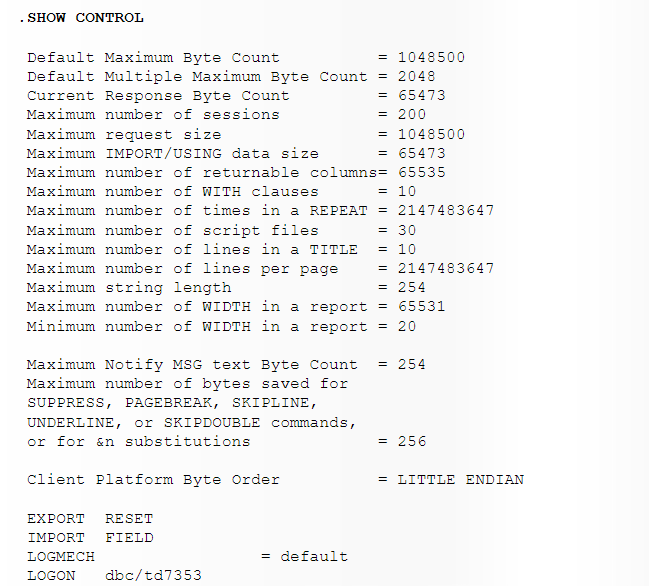 .SHOW CONTROL
Default Maximum Byte Count = 1048500
Default Multiple Maximum Byte Count = 2048
Current Response Byte Count = 65473
Maximum number of sessions = 200
Maximum request size = 1048500
Maximum IMPORT/USING data size = 65473
Maximum number of returnable columns= 65535
Maximum number of WITH clauses = 10
Maximum number of times in a REPEAT = 2147483647
Maximum number of script files = 30
Maximum number of lines in a TITLE = 10
Maximum number of lines per page = 2147483647
Maximum string length = 254
Maximum number of WIDTH in a report = 65531
Minimum number of WIDTH in a report = 20
Maximum Notify MSG text Byte Count = 254
Maximum number of bytes saved for
SUPPRESS, PAGEBREAK, SKIPLINE,
UNDERLINE, or SKIPDOUBLE commands,
or for &n substitutions = 256
Client Platform Byte Order = LITTLE ENDIAN
EXPORT RESET
IMPORT FIELD
LOGMECH = default
LOGON dbc/td7353